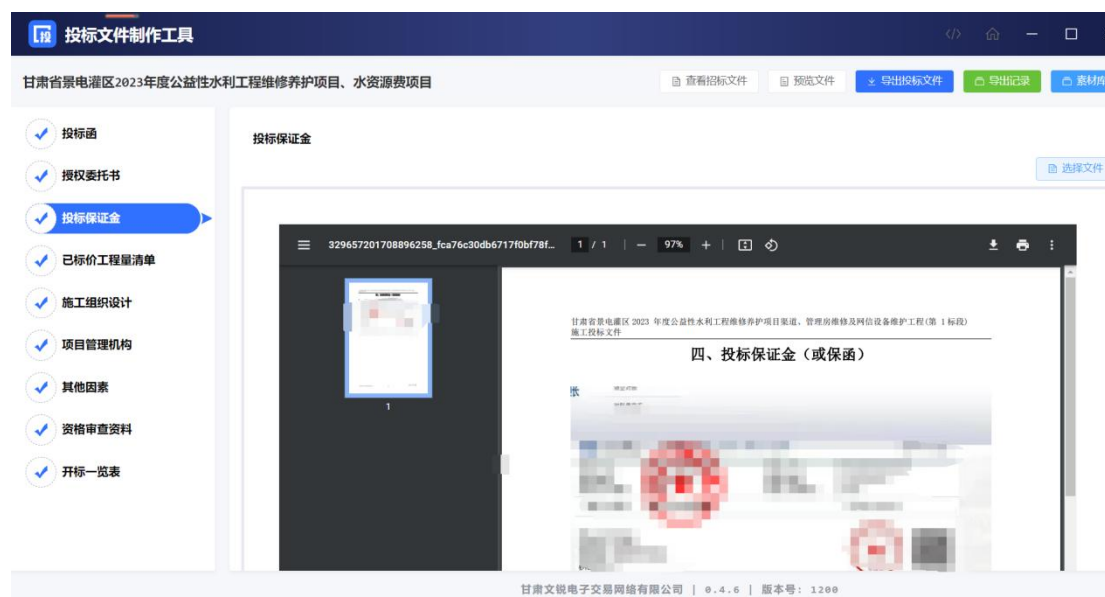 投 投标文件制作工具
甘肃省景电灌区2023年度公益性水利工程维修养护项目、水资源费项目
查看招标文件
预览文件
导出投标文件
导出记录
素材库
投标函
授权委托书
投标保证金
已标价工程量清单
施工组织设计
项目管理机构
其他因素
资格审查资料
开标一览表
投标保证金
选择文件
329657201708896258_fca76c30db6717f0bf78f... 1 / 1 97%
1
甘肃省景电灌区 2023 年度公益性水利工程维修养护项目渠道、管理房维修及网信设备维护工程(第 1 标段)
施工投标文件
四、投标保证金（或保函）
甘肃文锐电子交易网络有限公司 | 0.4.6 | 版本号: 1200